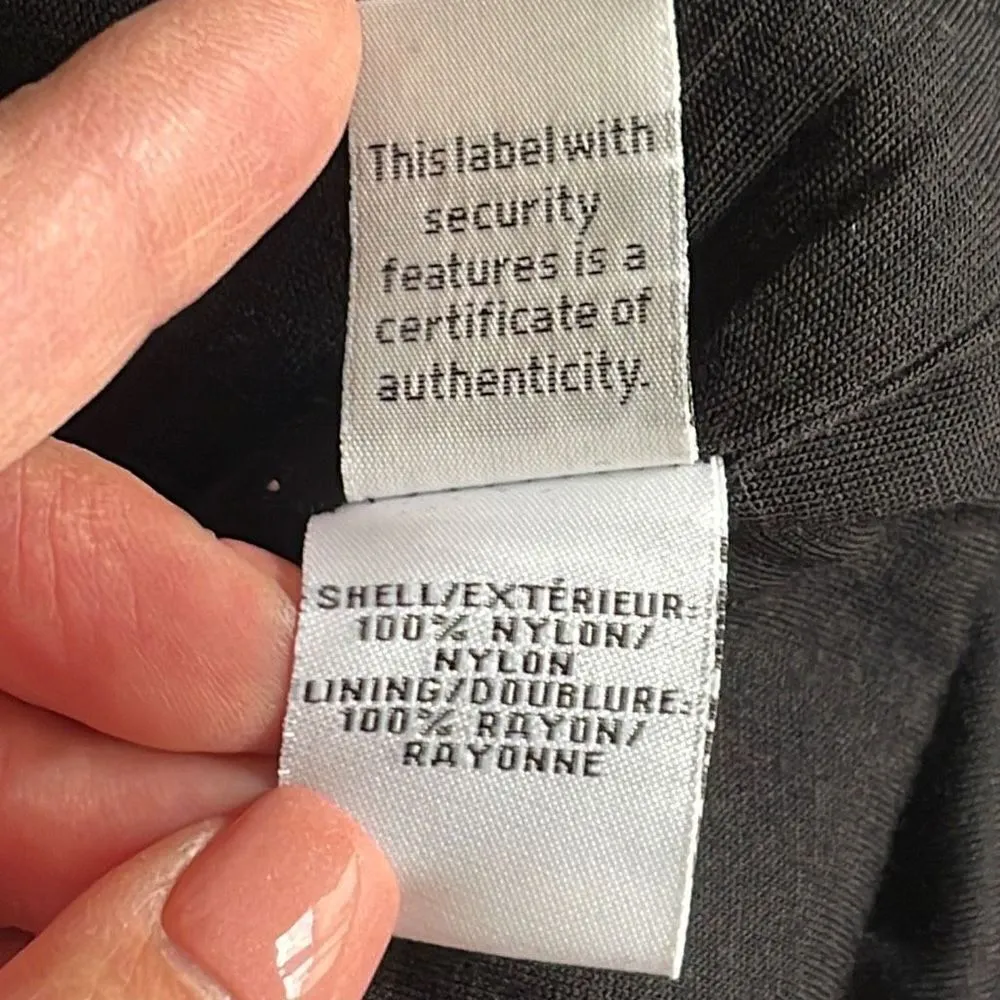 This label with
security
features is a
certificate of
authenticity.
SHELL/EXTÉRIEUR:
100% NYLON/
NYLON
LINING/DOUBLURE:
100% RAYON/
RAYONNE